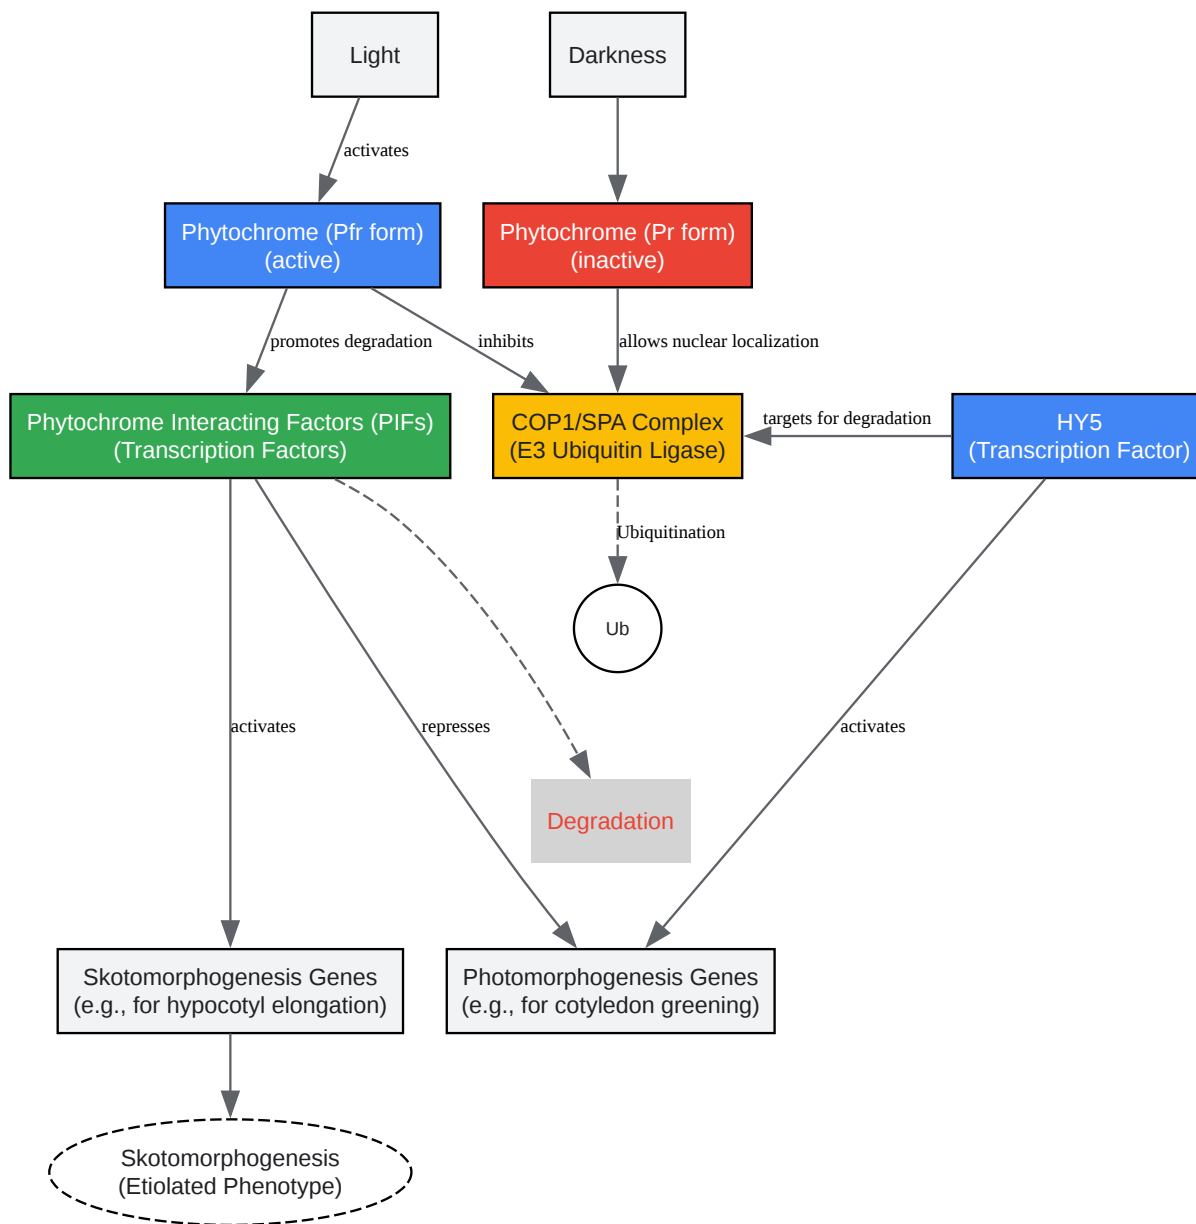 Light
Darkness
activates
Phytochrome (Pfr form)
(active)
Phytochrome (Pr form)
(inactive)
promotes degradation
inhibits
allows nuclear localization
Phytochrome Interacting Factors (PIFs)
(Transcription Factors)
COP1/SPA Complex
(E3 Ubiquitin Ligase)
targets for degradation
HY5
(Transcription Factor)
Ubiquitination
Ub
activates
represses
activates
Degradation
Skotomorphogenesis Genes
(e.g., for hypocotyl elongation)
Photomorphogenesis Genes
(e.g., for cotyledon greening)
Skotomorphogenesis
(Etiolated Phenotype)